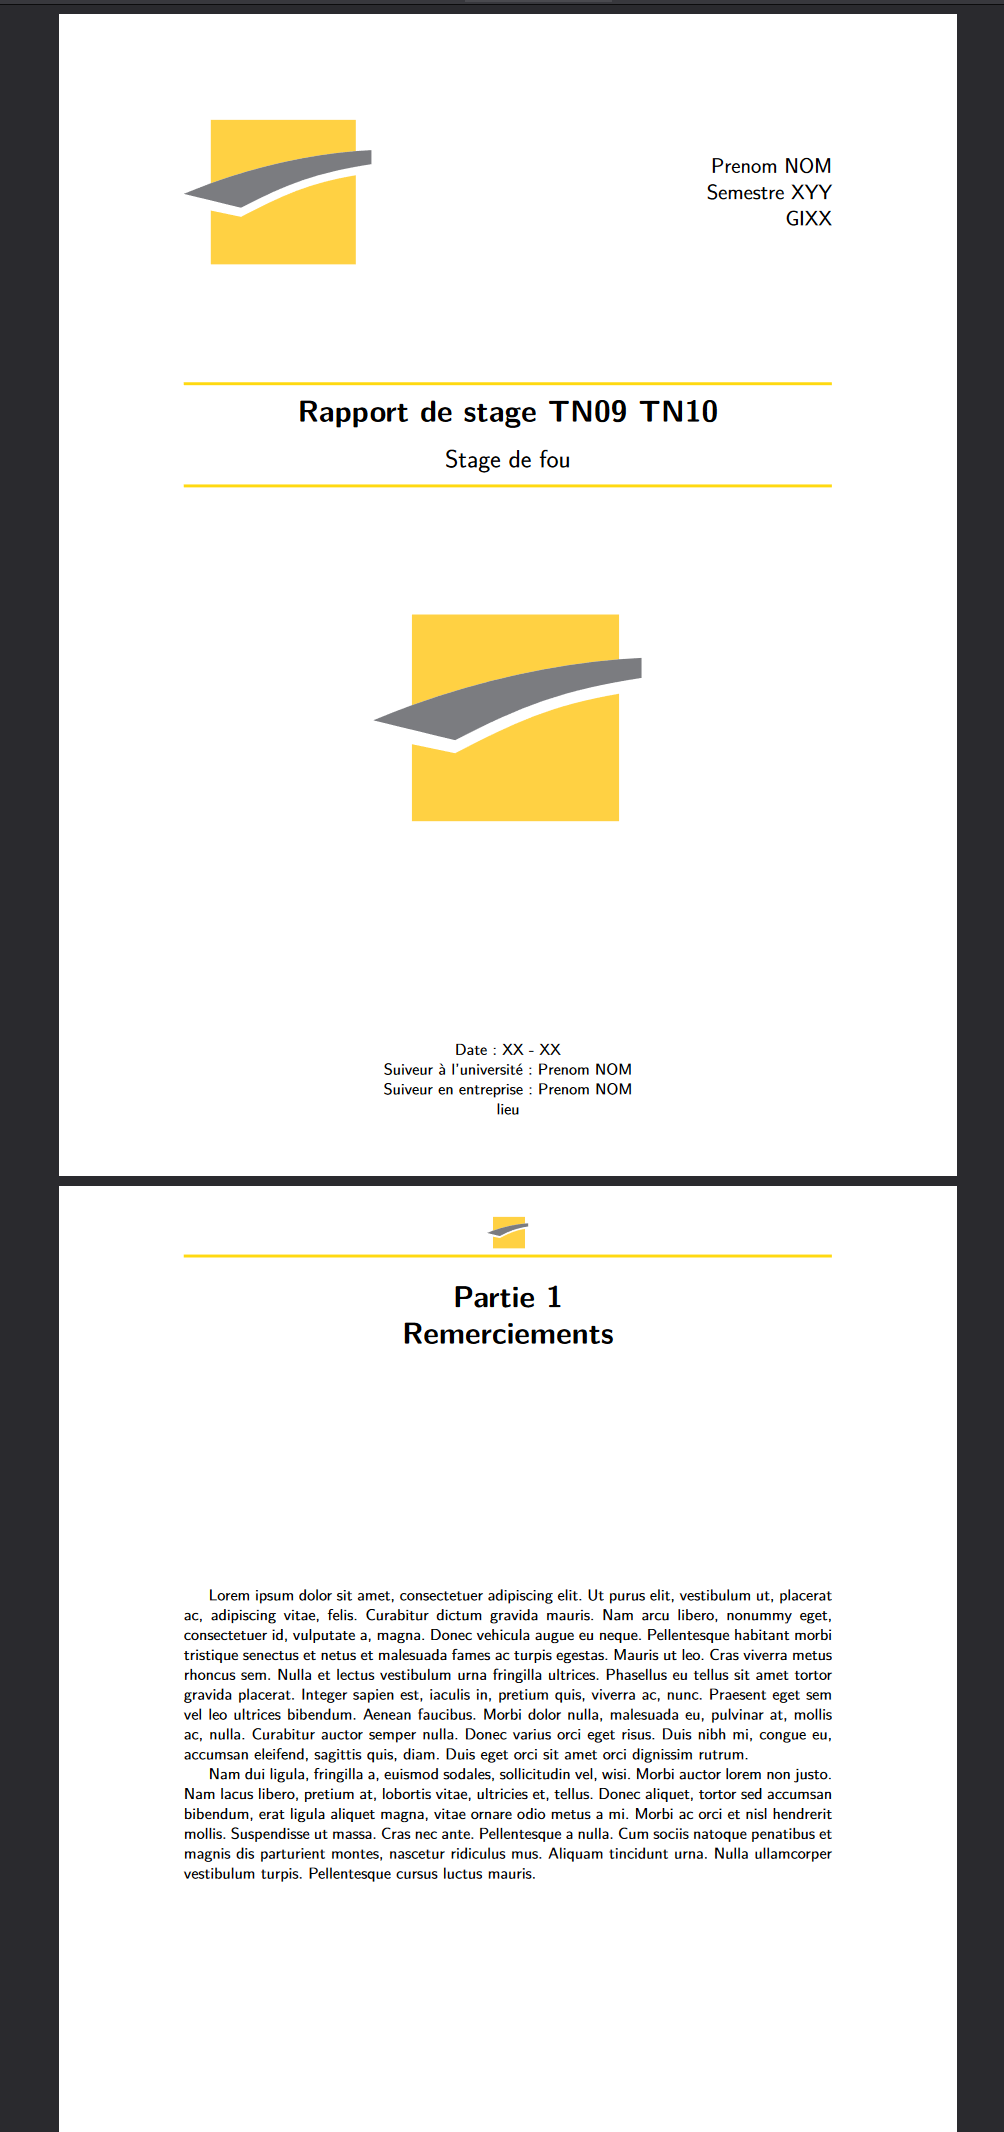 Prenom NOM
Semestre XYY
GIXX
Rapport de stage TN09 TN10
Stage de fou
Date : XX - XX
Suiveur à l'université : Prenom NOM
Suiveur en entreprise : Prenom NOM
lieu
Partie 1
Remerciements
Lorem ipsum dolor sit amet, consectetuer adipiscing elit. Ut purus elit, vestibulum ut, placerat
ac, adipiscing vitae, felis. Curabitur dictum gravida mauris. Nam arcu libero, nonummy eget,
consectetuer id, vulputate a, magna. Donec vehicula augue eu neque. Pellentesque habitant morbi
tristique senectus et netus et malesuada fames ac turpis egestas. Mauris ut leo. Cras viverra metus
rhoncus sem. Nulla et lectus vestibulum urna fringilla ultrices. Phasellus eu tellus sit amet tortor
gravida placerat. Integer sapien est, iaculis in, pretium quis, viverra ac, nunc. Praesent eget sem
vel leo ultrices bibendum. Aenean faucibus. Morbi dolor nulla, malesuada eu, pulvinar at, mollis
ac, nulla. Curabitur auctor semper nulla. Donec varius orci eget risus. Duis nibh mi, congue eu,
accumsan eleifend, sagittis quis, diam. Duis eget orci sit amet orci dignissim rutrum.
Nam dui ligula, fringilla a, euismod sodales, sollicitudin vel, wisi. Morbi auctor lorem non justo.
Nam lacus libero, pretium at, lobortis vitae, ultricies et, tellus. Donec aliquet, tortor sed accumsan
bibendum, erat ligula aliquet magna, vitae ornare odio metus a mi. Morbi ac orci et nisl hendrerit
mollis. Suspendisse ut massa. Cras nec ante. Pellentesque a nulla. Cum sociis natoque penatibus et
magnis dis parturient montes, nascetur ridiculus mus. Aliquam tincidunt urna. Nulla ullamcorper
vestibulum turpis. Pellentesque cursus luctus mauris.